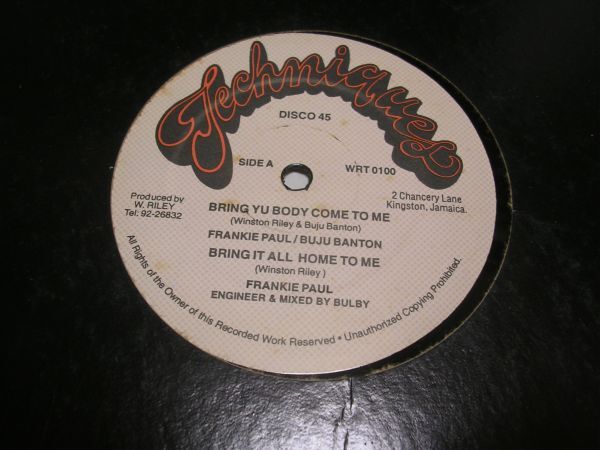 Techniques
DISCO 45
SIDE A
WRT 0100
Produced by
W. RILEY
Tel: 92-26832
2 Chancery Lane
Kingston, Jamaica.
BRING YU BODY COME TO ME
(Winston Riley & Buju Banton)
FRANKIE PAUL/BUJU BANTON
BRING IT ALL HOME TO ME
(Winston Riley)
FRANKIE PAUL
ENGINEER & MIXED BY BULBY
All Rights of the Owner of this Recorded Work Reserved • Unauthorized Copying Prohibited.